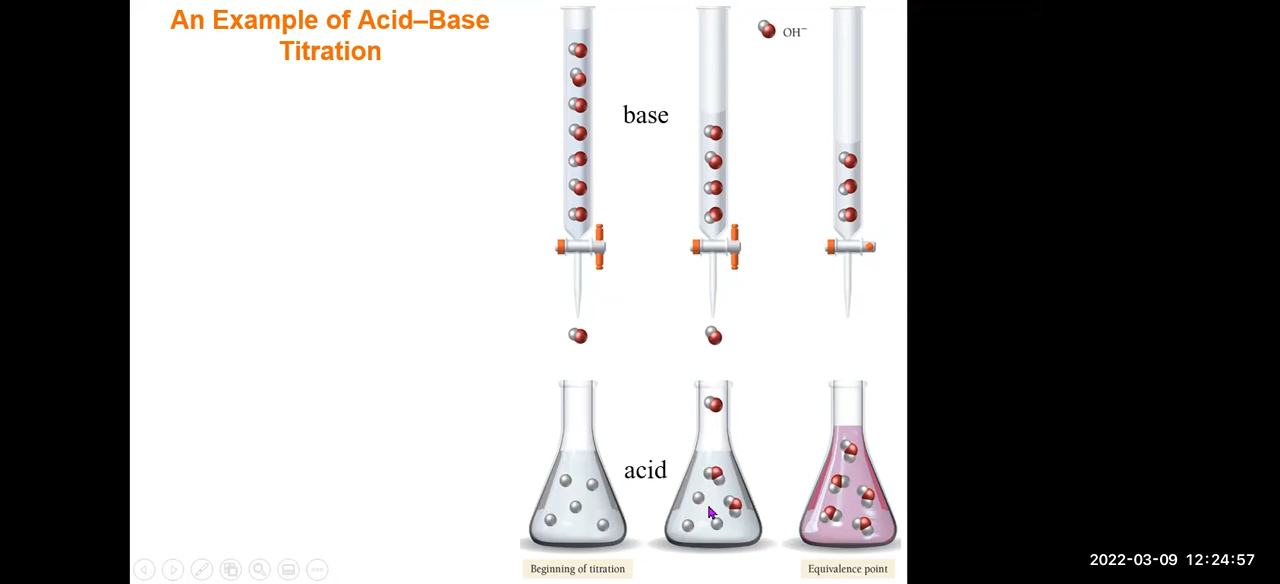 An Example of Acid–Base
Titration
OH⁻
base
acid
Beginning of titration
Equivalence point
2022-03-09 12:24:57